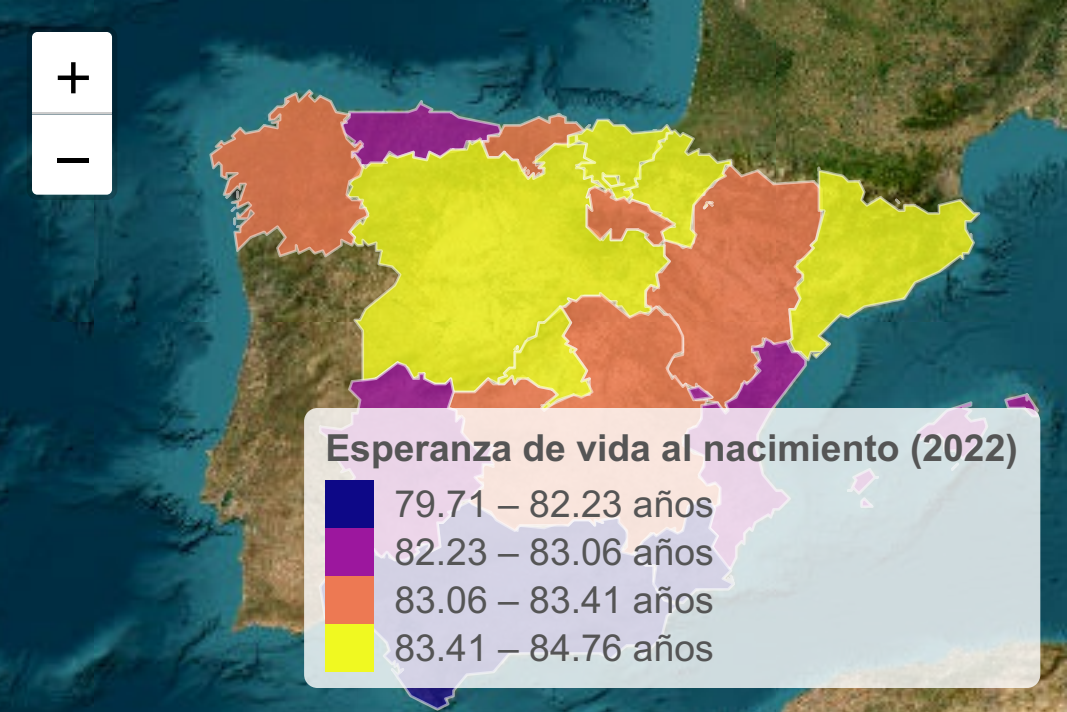 +
−
Esperanza de vida al nacimiento (2022)
79.71 – 82.23 años
82.23 – 83.06 años
83.06 – 83.41 años
83.41 – 84.76 años